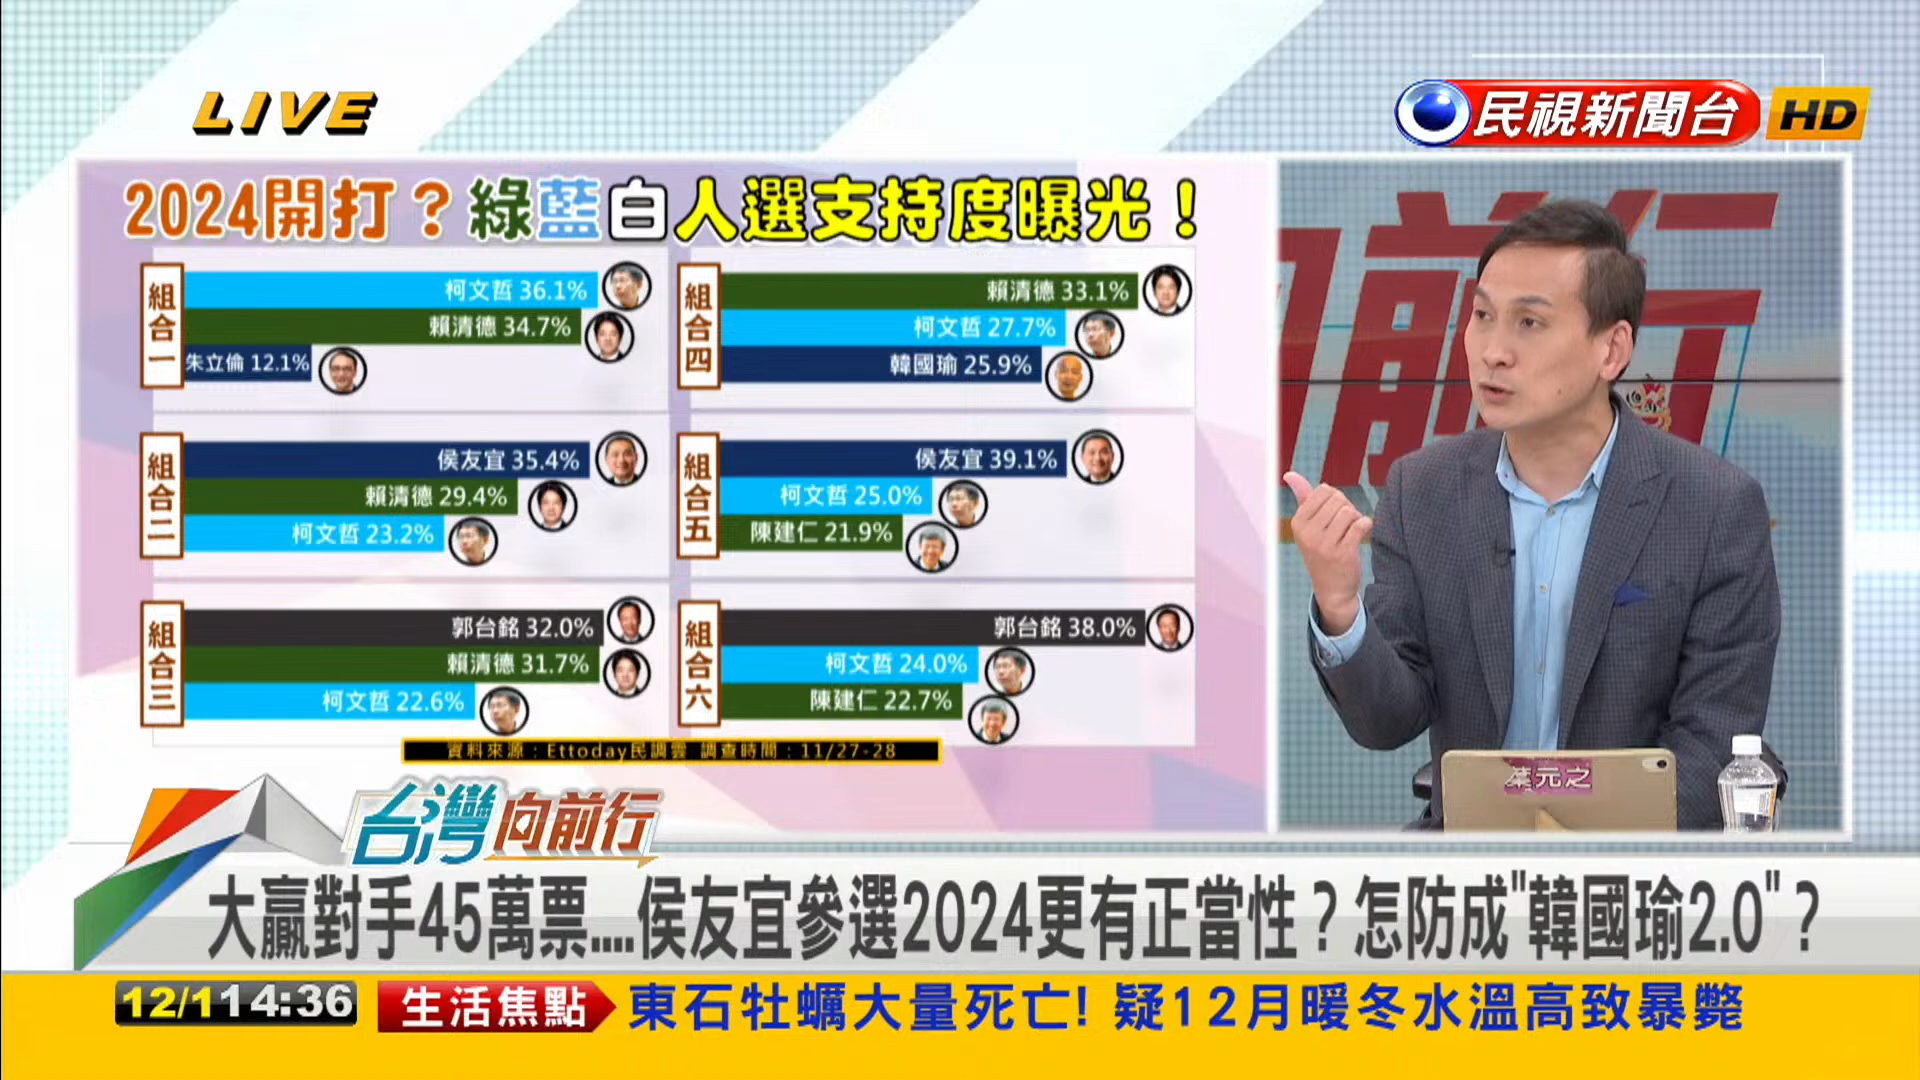 LIVE
民視新聞台 HD
2024開打？綠藍白人選支持度曝光！
組合一
柯文哲 36.1%
賴清德 34.7%
朱立倫 12.1%
組合二
侯友宜 35.4%
賴清德 29.4%
柯文哲 23.2%
組合三
郭台銘 32.0%
賴清德 31.7%
柯文哲 22.6%
組合四
賴清德 33.1%
柯文哲 27.7%
韓國瑜 25.9%
組合五
侯友宜 39.1%
柯文哲 25.0%
陳建仁 21.9%
組合六
郭台銘 38.0%
柯文哲 24.0%
陳建仁 22.7%
資料來源：Ettoday民調雲 調查時間：11/27-28
前行
葉元之
台灣向前行
大贏對手45萬票....侯友宜參選2024更有正當性？怎防成"韓國瑜2.0"？
12/1 14:36 生活焦點 東石牡蠣大量死亡! 疑12月暖冬水溫高致暴斃